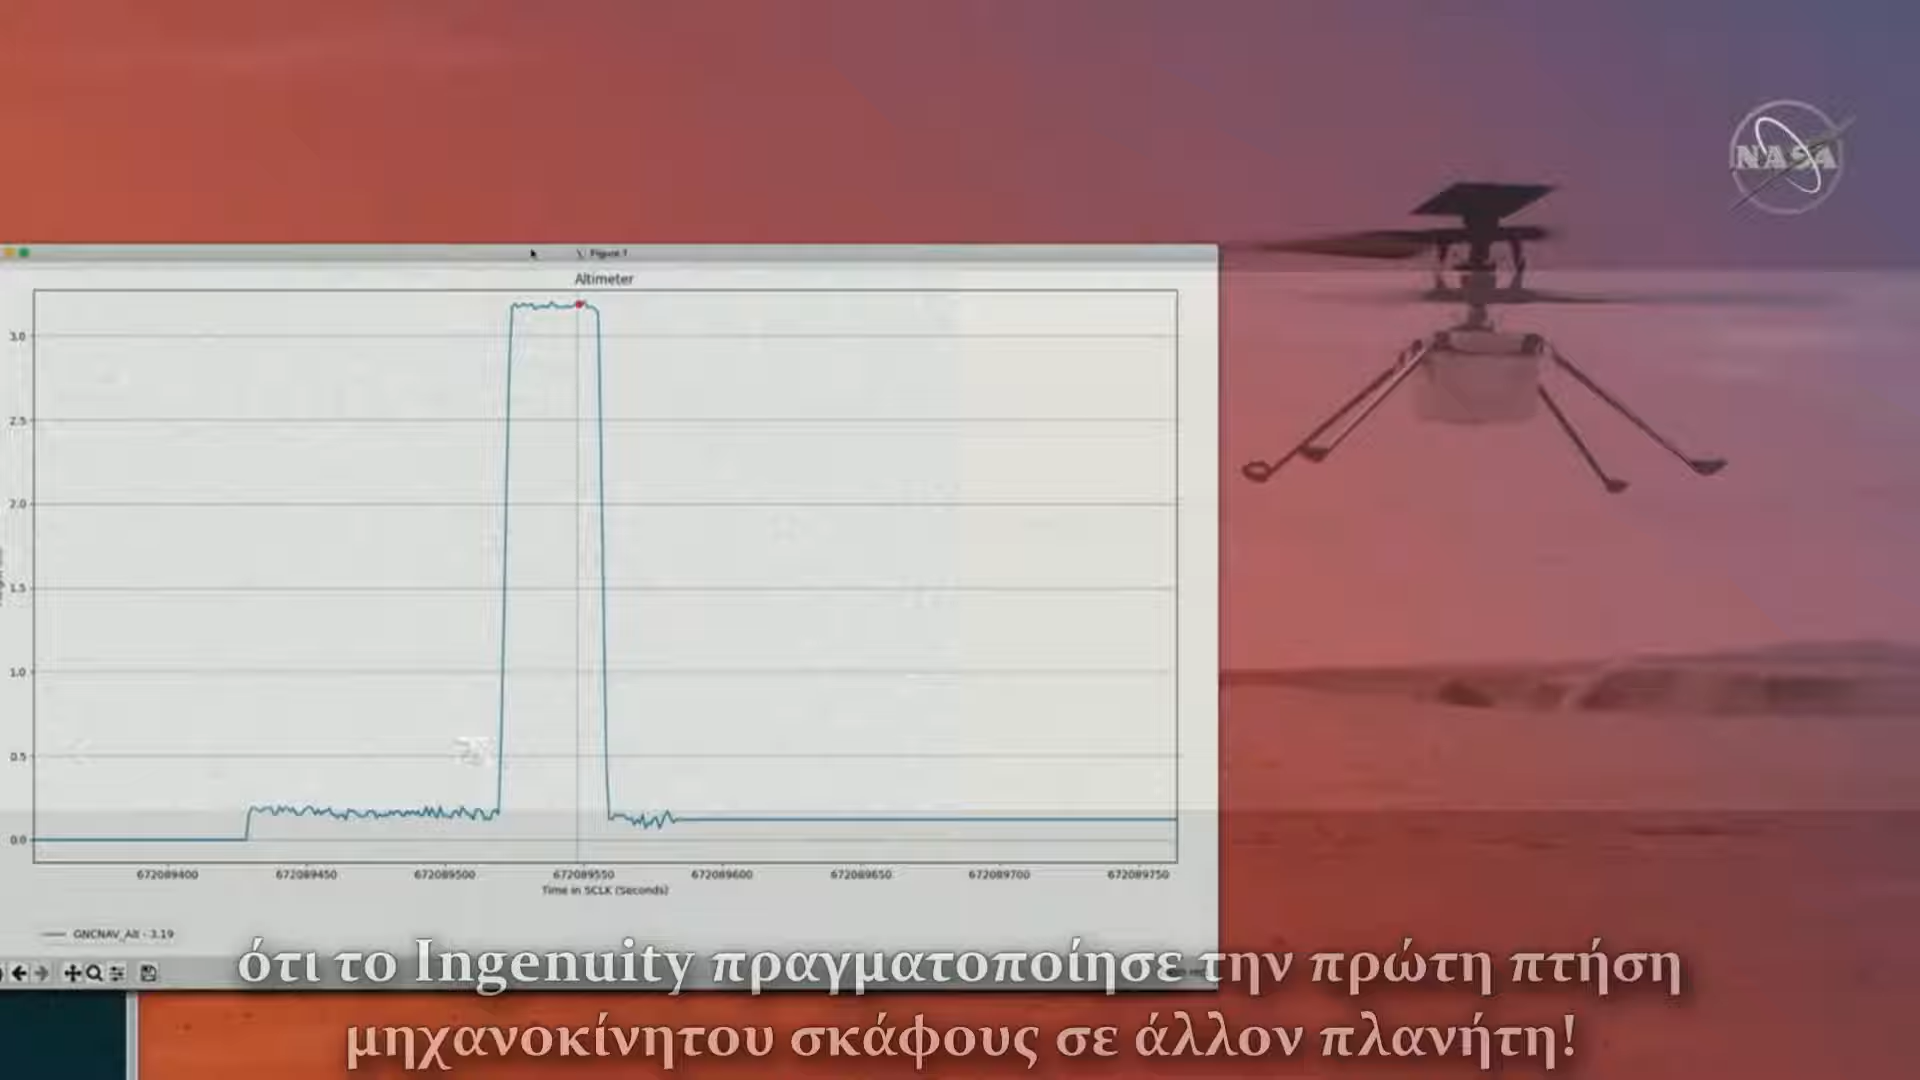 NASA
Figure 1
Altimeter
3.0
2.5
2.0
1.5
1.0
0.5
0.0
672089400 672089450 672089500 672089550 672089600 672089650 672089700 672089750
Time in SCLK (Seconds)
GNCNAV_Alt - 3.19
ότι το Ingenuity πραγματοποίησε την πρώτη πτήση
μηχανοκίνητου σκάφους σε άλλον πλανήτη!